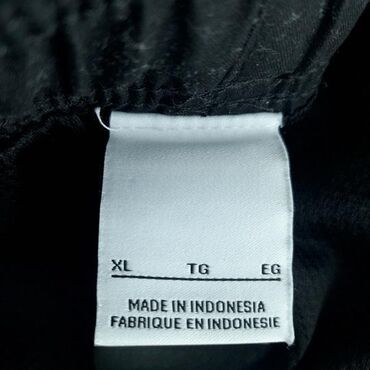 XL TG EG
MADE IN INDONESIA
FABRIQUE EN INDONESIE